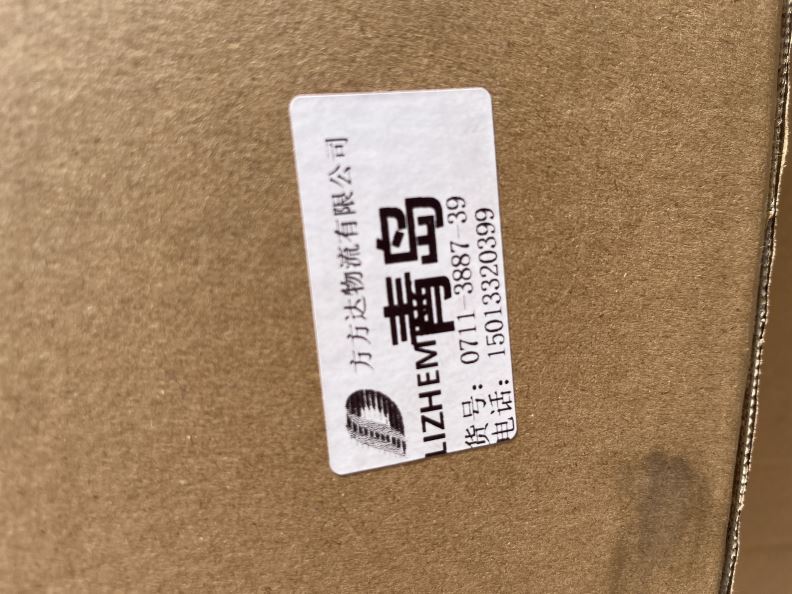 方方达物流有限公司
LIZHEM 青岛
货号：0711-3887-39
电话：15013320399